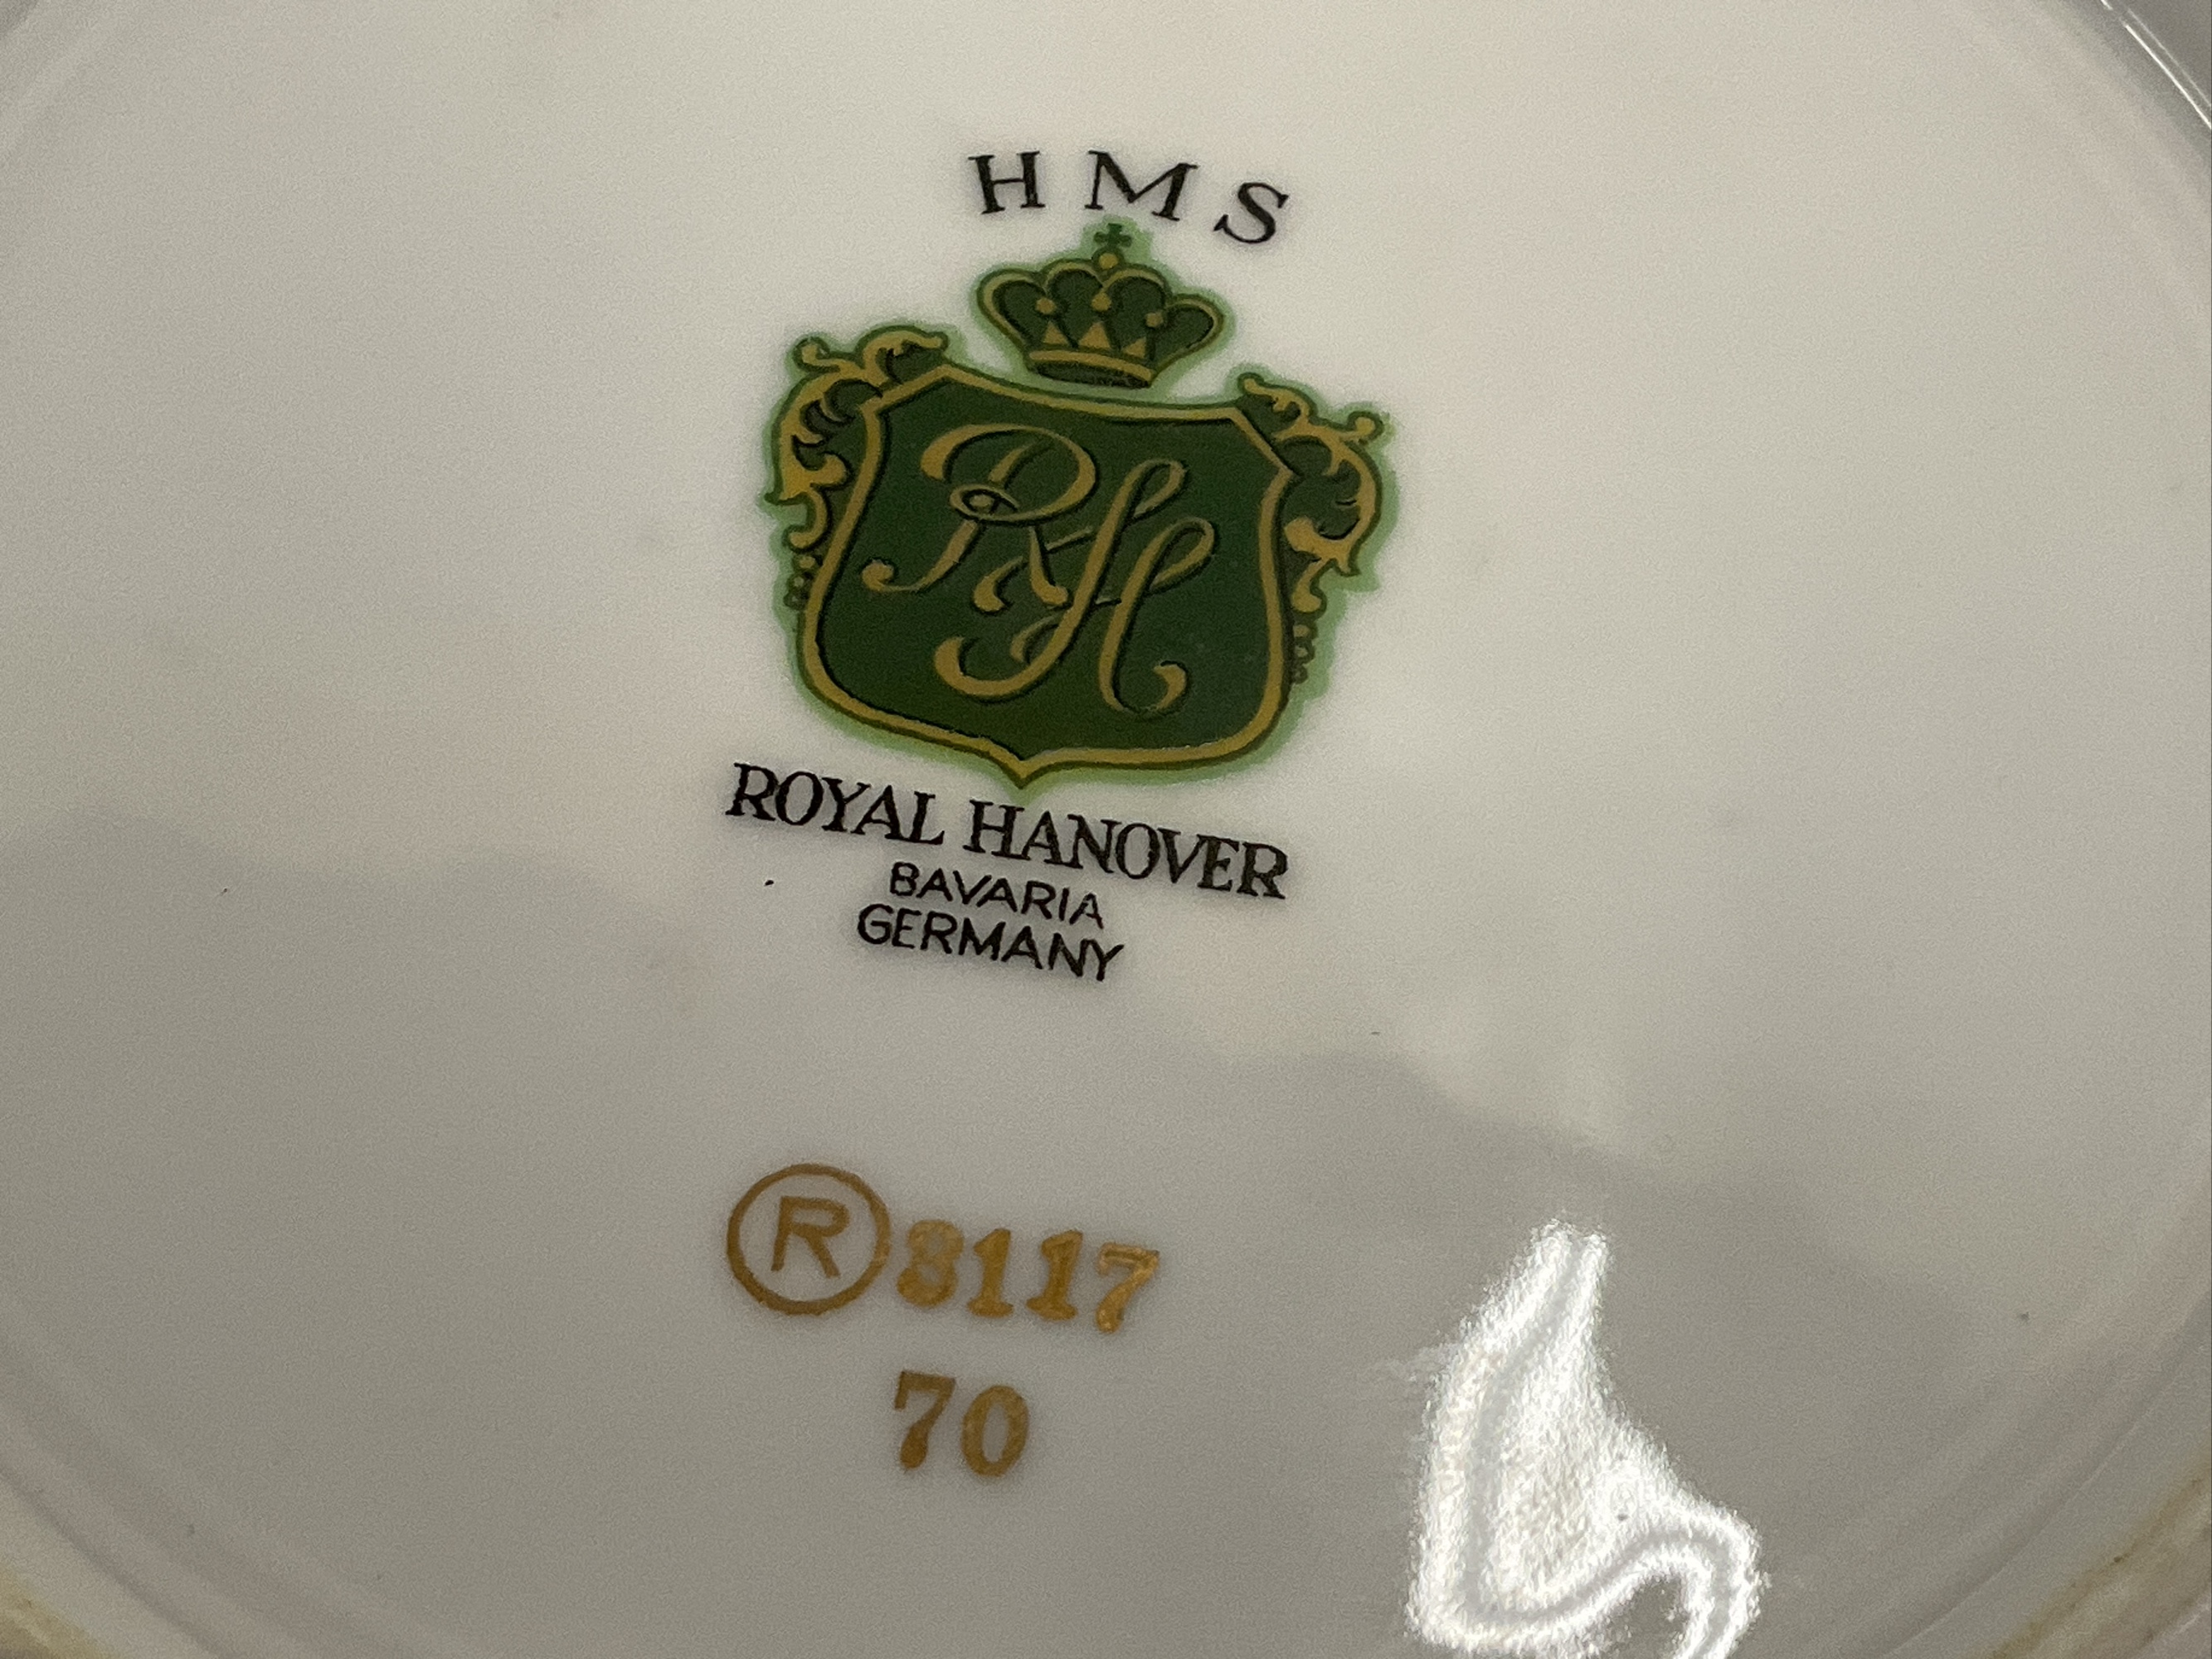 HMS
RH
ROYAL HANOVER
BAVARIA
GERMANY
®8117
70